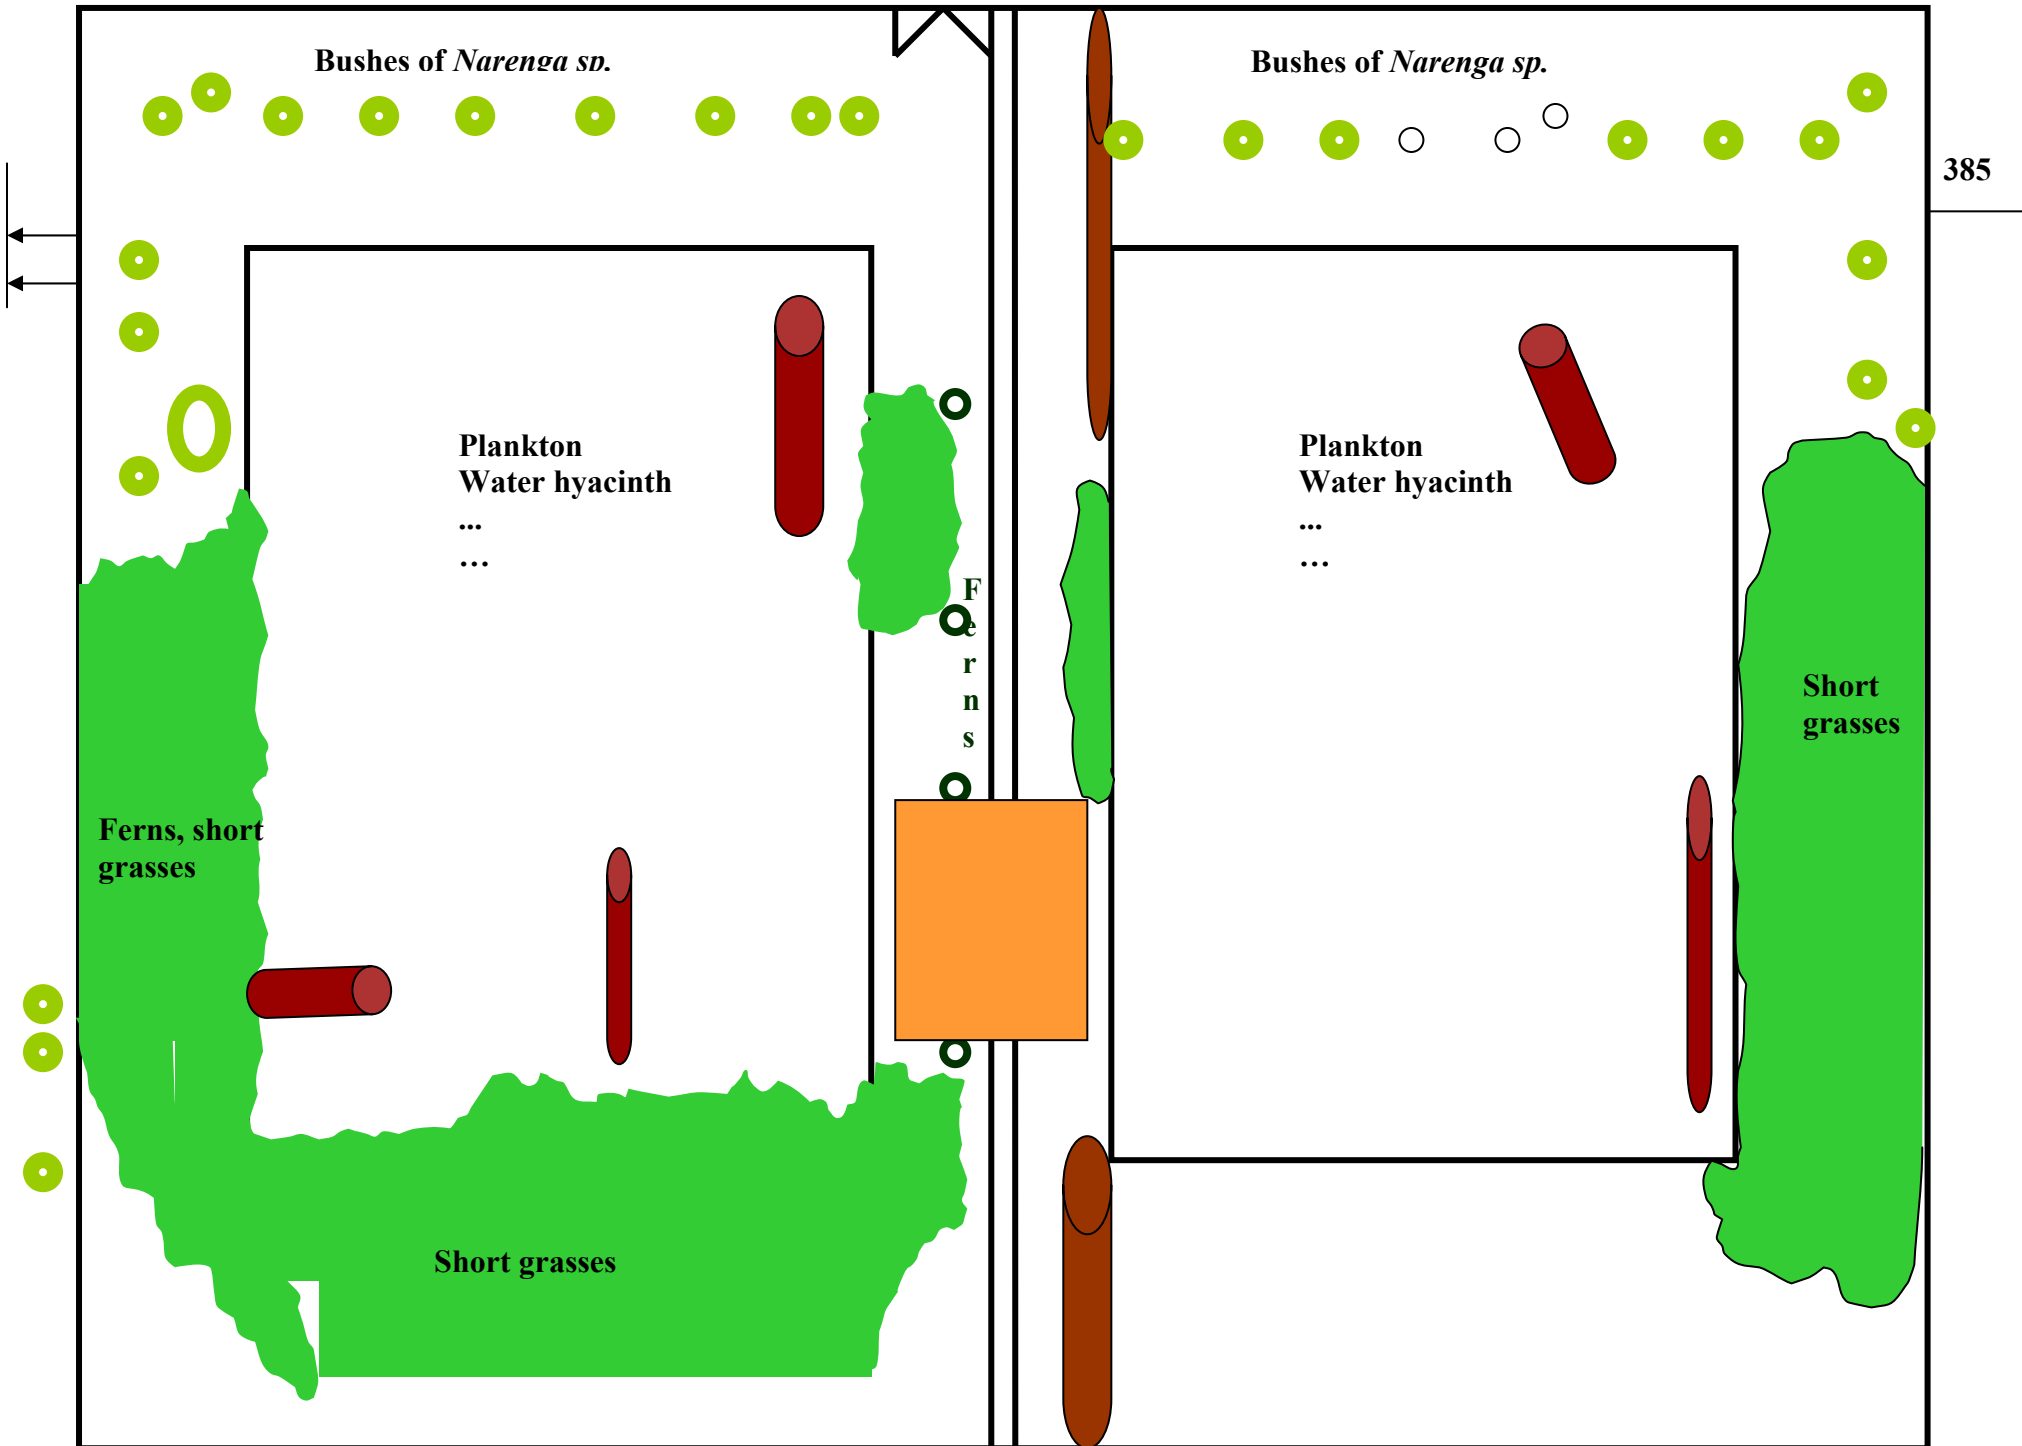 Bushes of Narenga sp.
Bushes of Narenga sp.
385
Plankton
Water hyacinth
...
…
Plankton
Water hyacinth
...
…
F
e
r
n
s
Short
grasses
Ferns, short
grasses
Short grasses